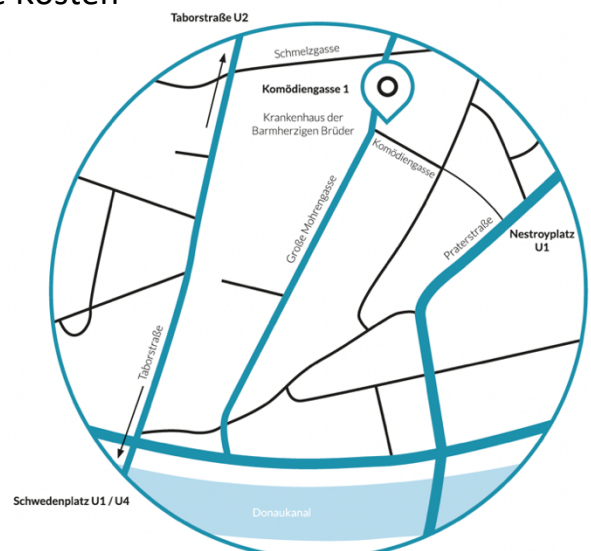 Kosten
Taborstraße U2
Schmelzgasse
Komödiengasse 1
Krankenhaus der
Barmherzigen Brüder
Komödiengasse
Große Mohrengasse
Praterstraße
Nestroyplatz
U1
Taborstraße
Schwedenplatz U1 / U4
Donaukanal